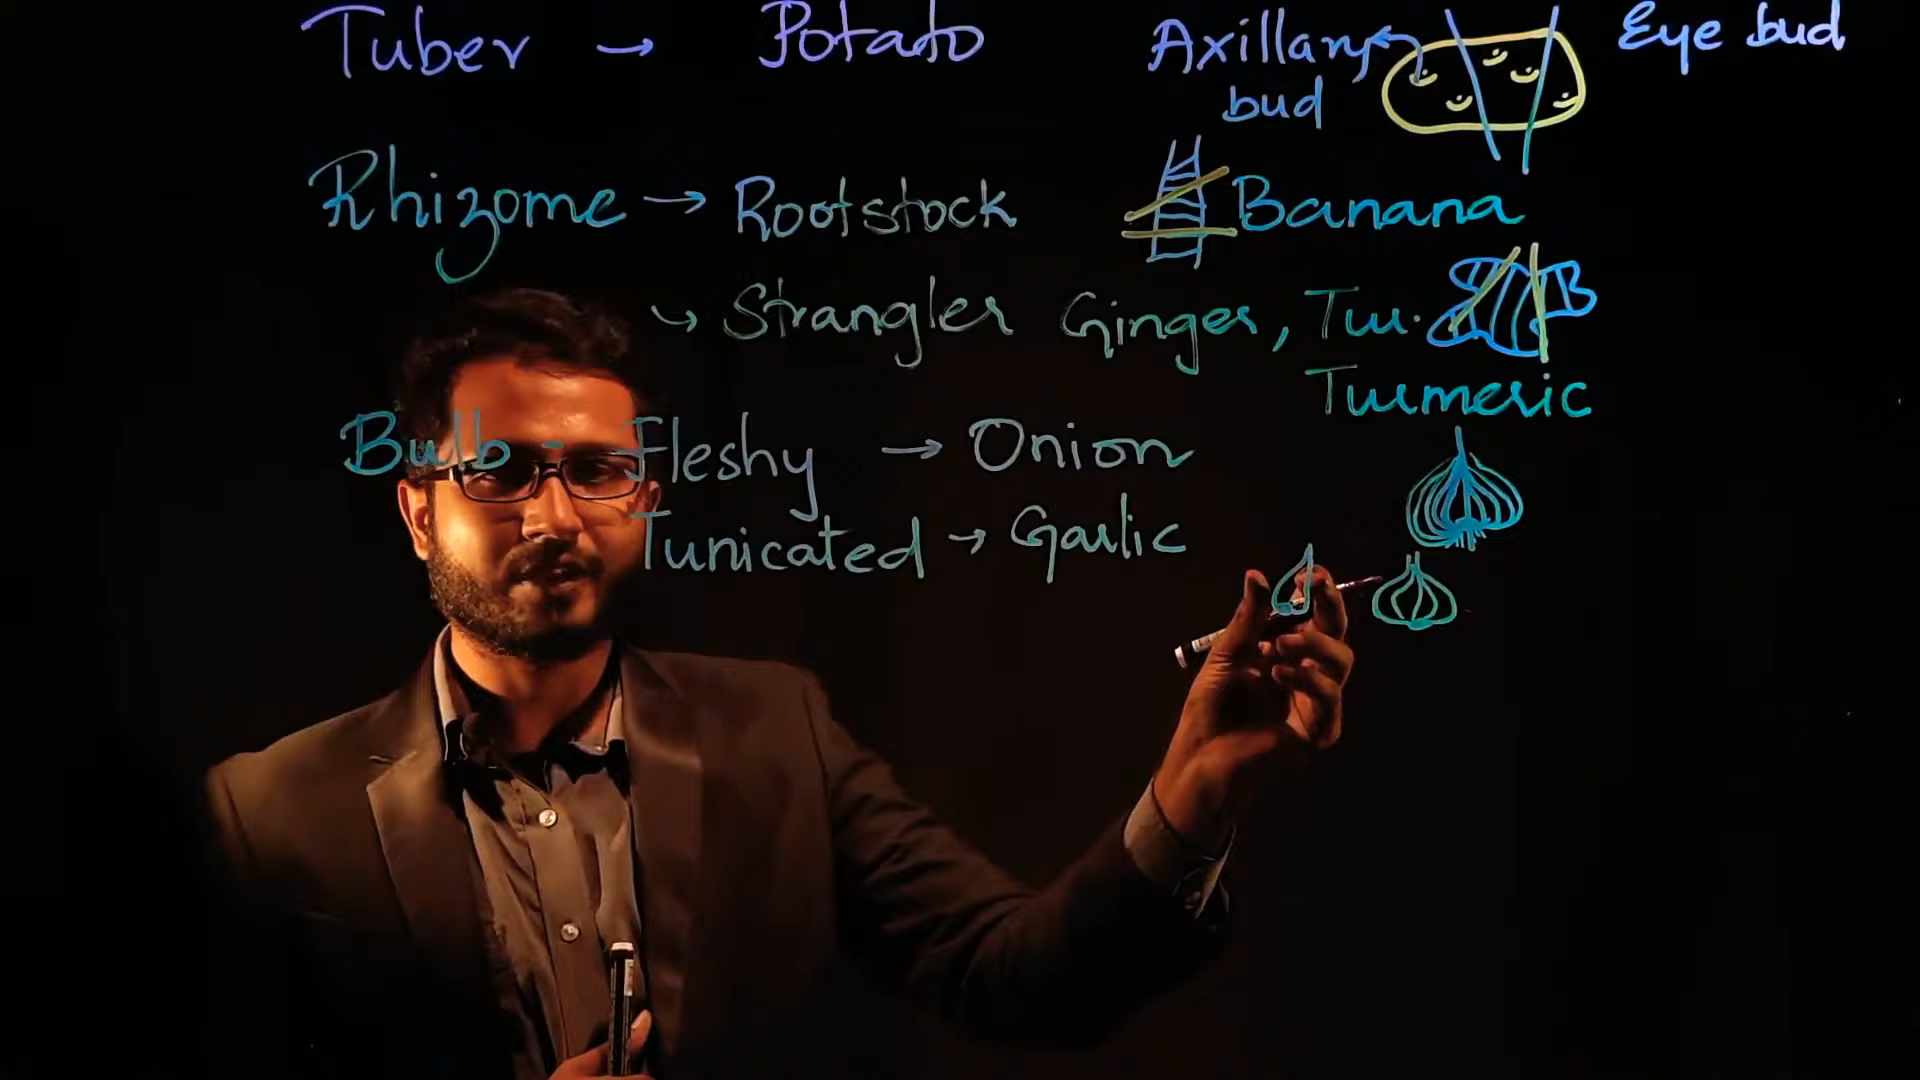 Tuber → Potato Axillary bud Eye bud
Rhizome → Rootstock Banana
↘ Strangler Ginger, Tur.
Turmeric
Bulb - Fleshy → Onion
Tunicated → Garlic